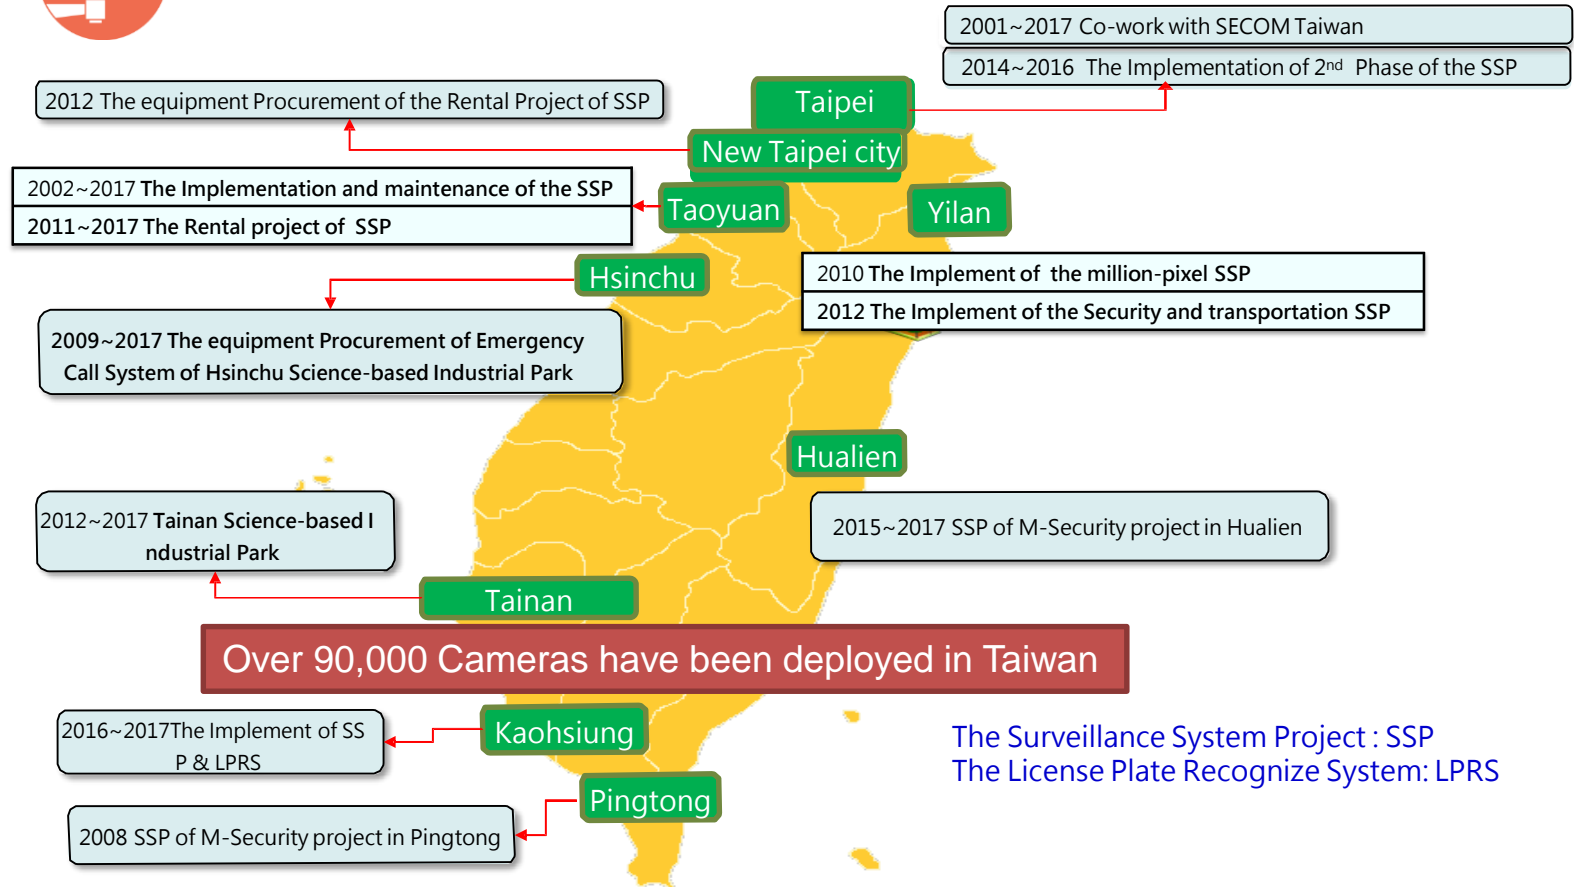 2001~2017 Co-work with SECOM Taiwan
2014~2016 The Implementation of 2nd Phase of the SSP
Taipei
2012 The equipment Procurement of the Rental Project of SSP
New Taipei city
2002~2017 The Implementation and maintenance of the SSP
2011~2017 The Rental project of SSP
Taoyuan
Yilan
Hsinchu
2010 The Implement of the million-pixel SSP
2012 The Implement of the Security and transportation SSP
2009~2017 The equipment Procurement of Emergency
Call System of Hsinchu Science-based Industrial Park
Hualien
2012~2017 Tainan Science-based I
ndustrial Park
2015~2017 SSP of M-Security project in Hualien
Tainan
Over 90,000 Cameras have been deployed in Taiwan
2016~2017The Implement of SS
P & LPRS
Kaohsiung
The Surveillance System Project : SSP
The License Plate Recognize System: LPRS
Pingtong
2008 SSP of M-Security project in Pingtong